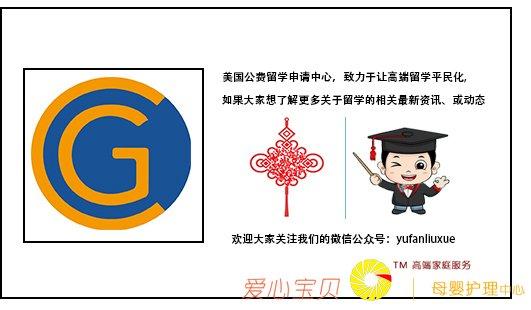 美国公费留学申请中心，致力于让高端留学平民化，
如果大家想了解更多关于留学的相关最新资讯、或动态
CG
欢迎大家关注我们的微信公众号：yufanliuxue
爱心宝贝
TM 高端家庭服务
母婴护理中心